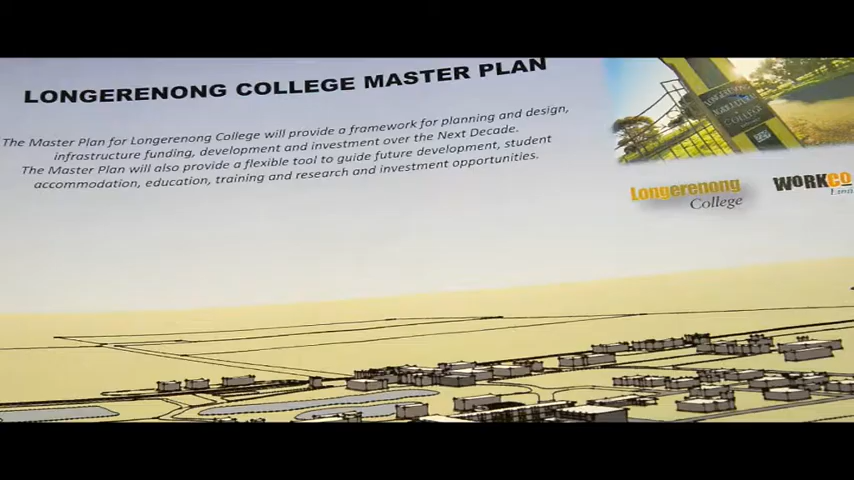 LONGERENONG COLLEGE MASTER PLAN
The Master Plan for Longerenong College will provide a framework for planning and design,
infrastructure funding, development and investment over the Next Decade.
The Master Plan will also provide a flexible tool to guide future development, student
accommodation, education, training and research and investment opportunities.
LONGERENONG
COLLEGE
Longerenong
College
WORKCO